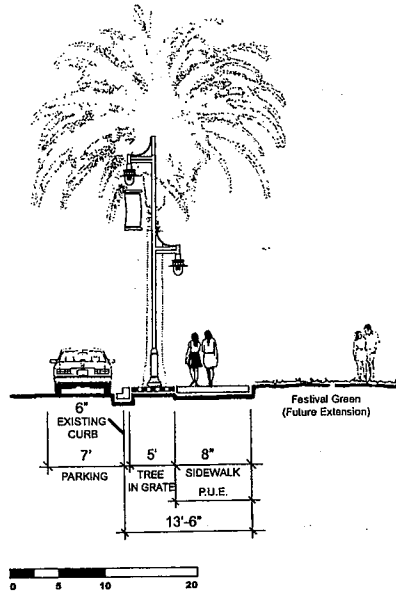 Festival Green
(Future Extension)
6"
EXISTING
CURB
7'
PARKING
5'
TREE
IN GRATE
8"
SIDEWALK
P.U.E.
13'-6"
0
5
10
20